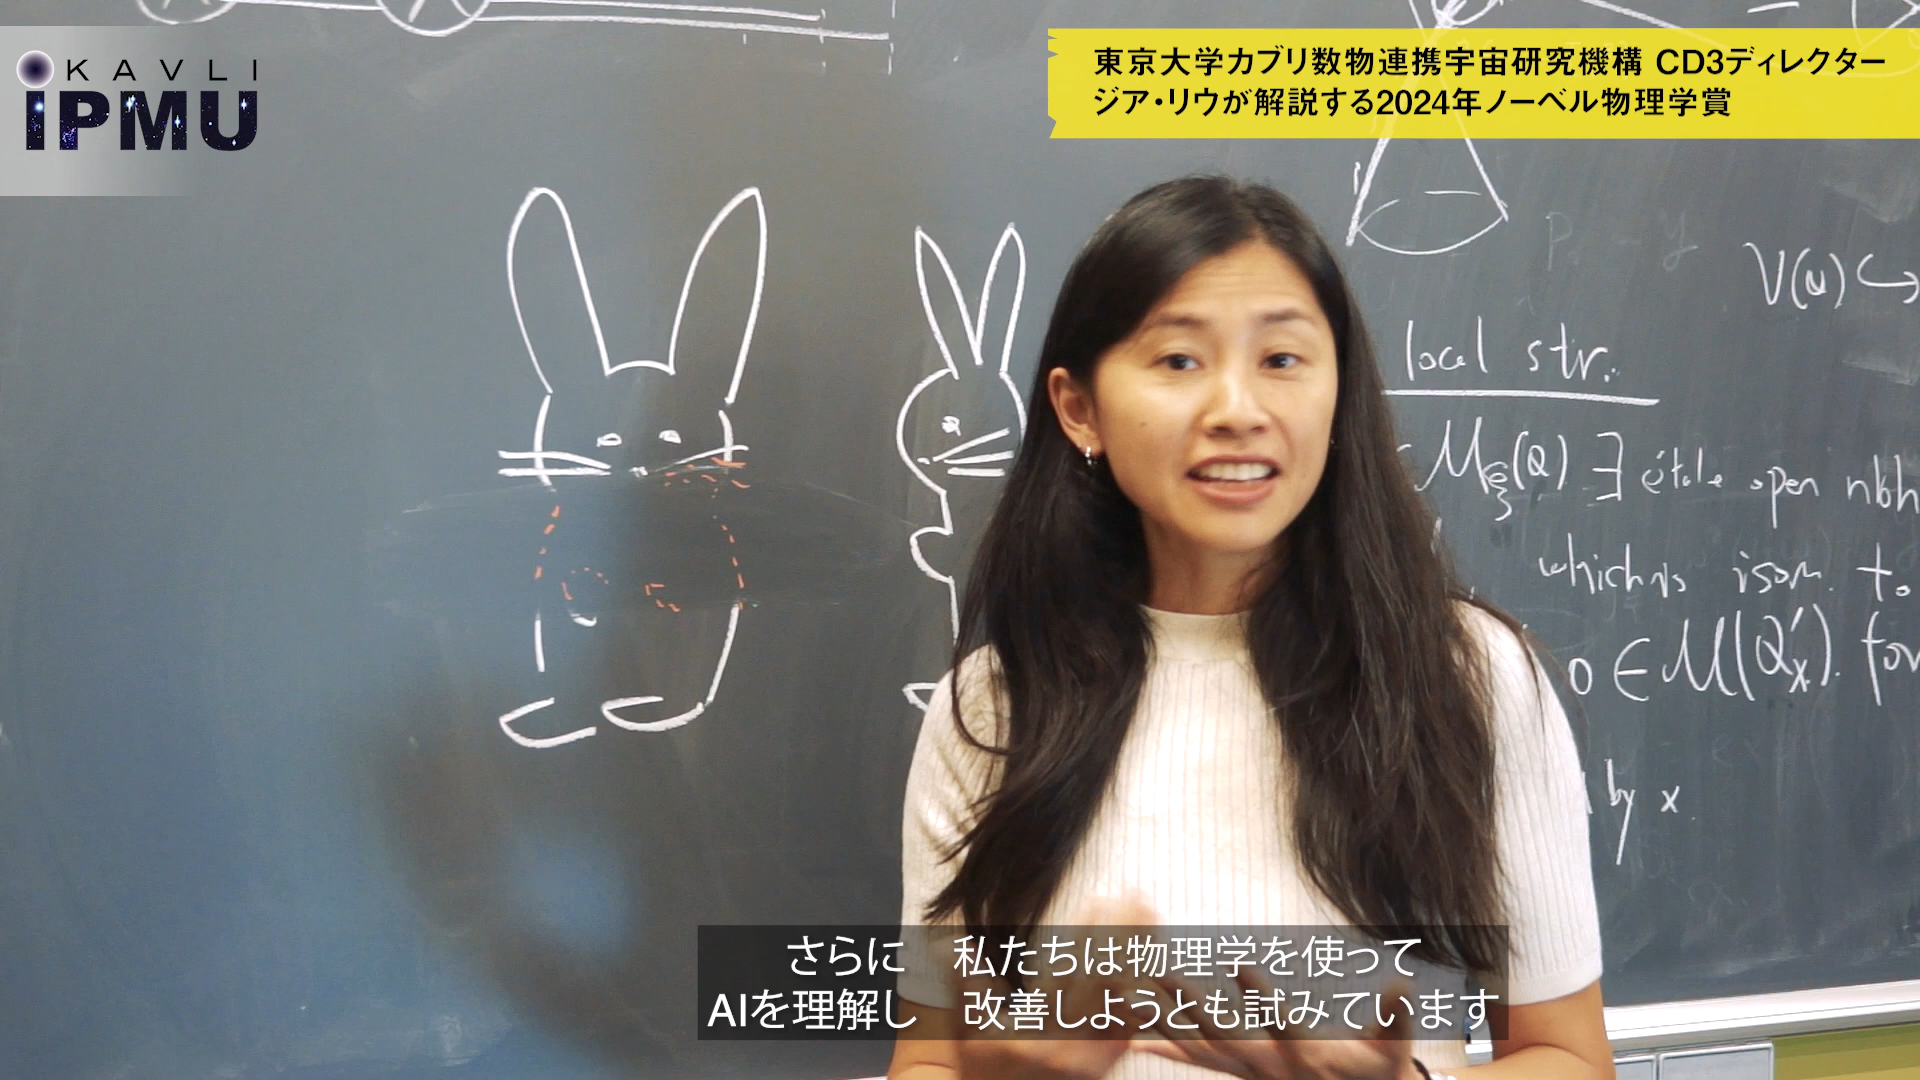 KAVLI
iPMU
東京大学カブリ数物連携宇宙研究機構 CD3ディレクター
ジア・リウが解説する2024年ノーベル物理学賞
V(Q) ↪
local str.
∃ étale open nbh
which is isom. to
0 ∈ M(Q'x). for
by x
さらに 私たちは物理学を使って
AIを理解し 改善しようとも試みています